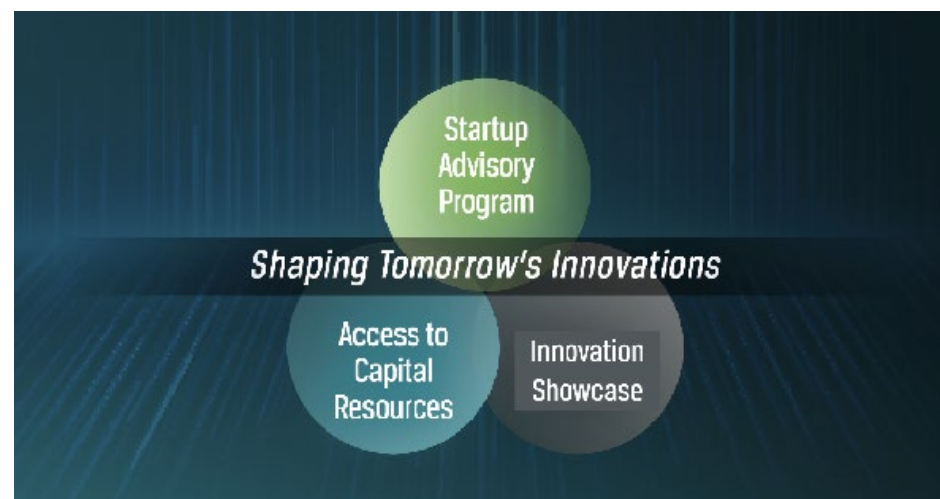 Startup
Advisory
Program
Shaping Tomorrow's Innovations
Access to
Capital
Resources
Innovation
Showcase